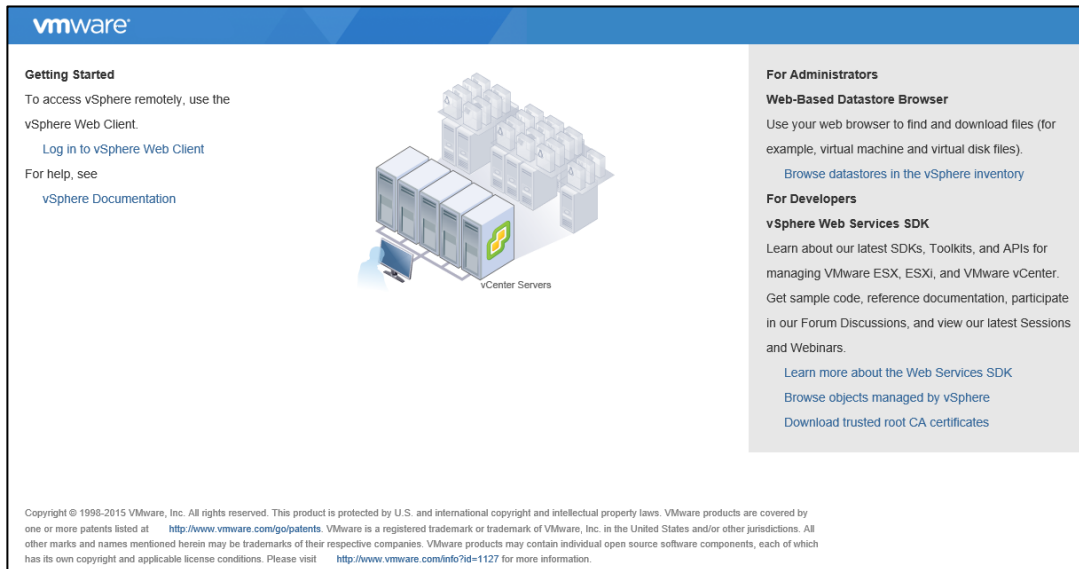 vmware®
Getting Started
To access vSphere remotely, use the
vSphere Web Client.
Log in to vSphere Web Client
For help, see
vSphere Documentation
vCenter Servers
For Administrators
Web-Based Datastore Browser
Use your web browser to find and download files (for
example, virtual machine and virtual disk files).
Browse datastores in the vSphere inventory
For Developers
vSphere Web Services SDK
Learn about our latest SDKs, Toolkits, and APIs for
managing VMware ESX, ESXi, and VMware vCenter.
Get sample code, reference documentation, participate
in our Forum Discussions, and view our latest Sessions
and Webinars.
Learn more about the Web Services SDK
Browse objects managed by vSphere
Download trusted root CA certificates
Copyright © 1998-2015 VMware, Inc. All rights reserved. This product is protected by U.S. and international copyright and intellectual property laws. VMware products are covered by
one or more patents listed at http://www.vmware.com/go/patents. VMware is a registered trademark or trademark of VMware, Inc. in the United States and/or other jurisdictions. All
other marks and names mentioned herein may be trademarks of their respective companies. VMware products may contain individual open source software components, each of which
has its own copyright and applicable license conditions. Please visit http://www.vmware.com/info?id=1127 for more information.